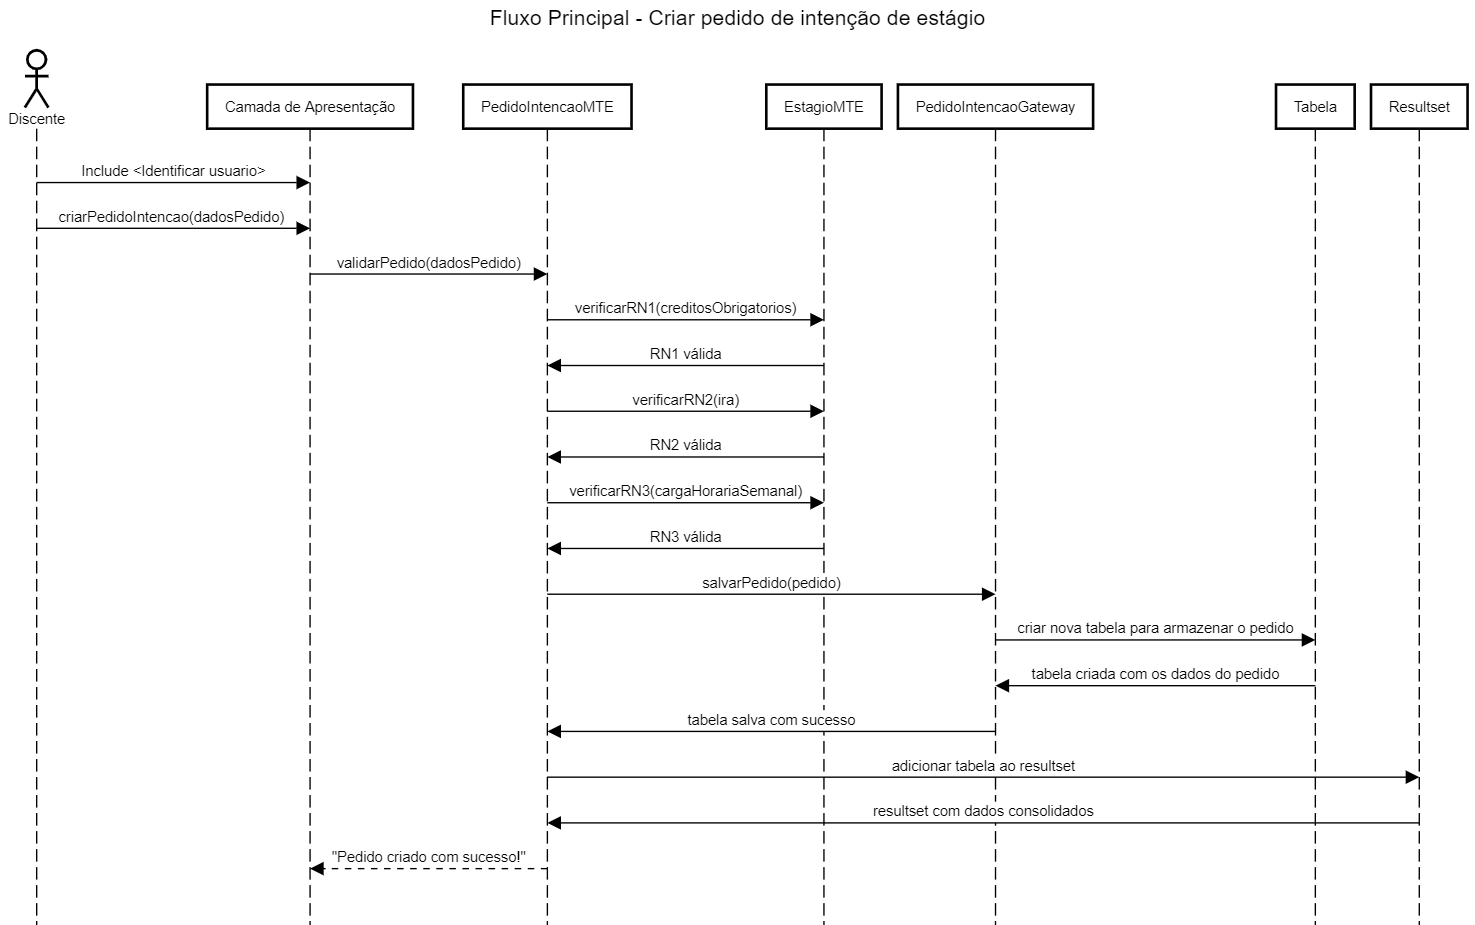 Fluxo Principal - Criar pedido de intenção de estágio
Discente
Camada de Apresentação
PedidoIntencaoMTE
EstagioMTE
PedidoIntencaoGateway
Tabela
Resultset
Include <Identificar usuario>
criarPedidoIntencao(dadosPedido)
validarPedido(dadosPedido)
verificarRN1(creditosObrigatorios)
RN1 válida
verificarRN2(ira)
RN2 válida
verificarRN3(cargaHorariaSemanal)
RN3 válida
salvarPedido(pedido)
criar nova tabela para armazenar o pedido
tabela criada com os dados do pedido
tabela salva com sucesso
adicionar tabela ao resultset
resultset com dados consolidados
"Pedido criado com sucesso!"